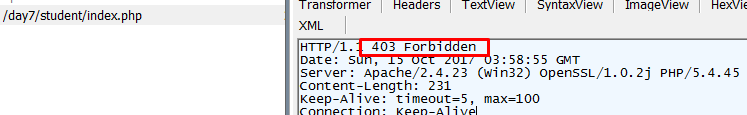 Transformer Headers TextView SyntaxView ImageView HexVi
/day7/student/index.php
XML
HTTP/1.1 403 Forbidden
Date: Sun, 15 Oct 2017 03:58:55 GMT
Server: Apache/2.4.23 (Win32) OpenSSL/1.0.2j PHP/5.4.45
Content-Length: 231
Keep-Alive: timeout=5, max=100
Connection: Keep-Alive